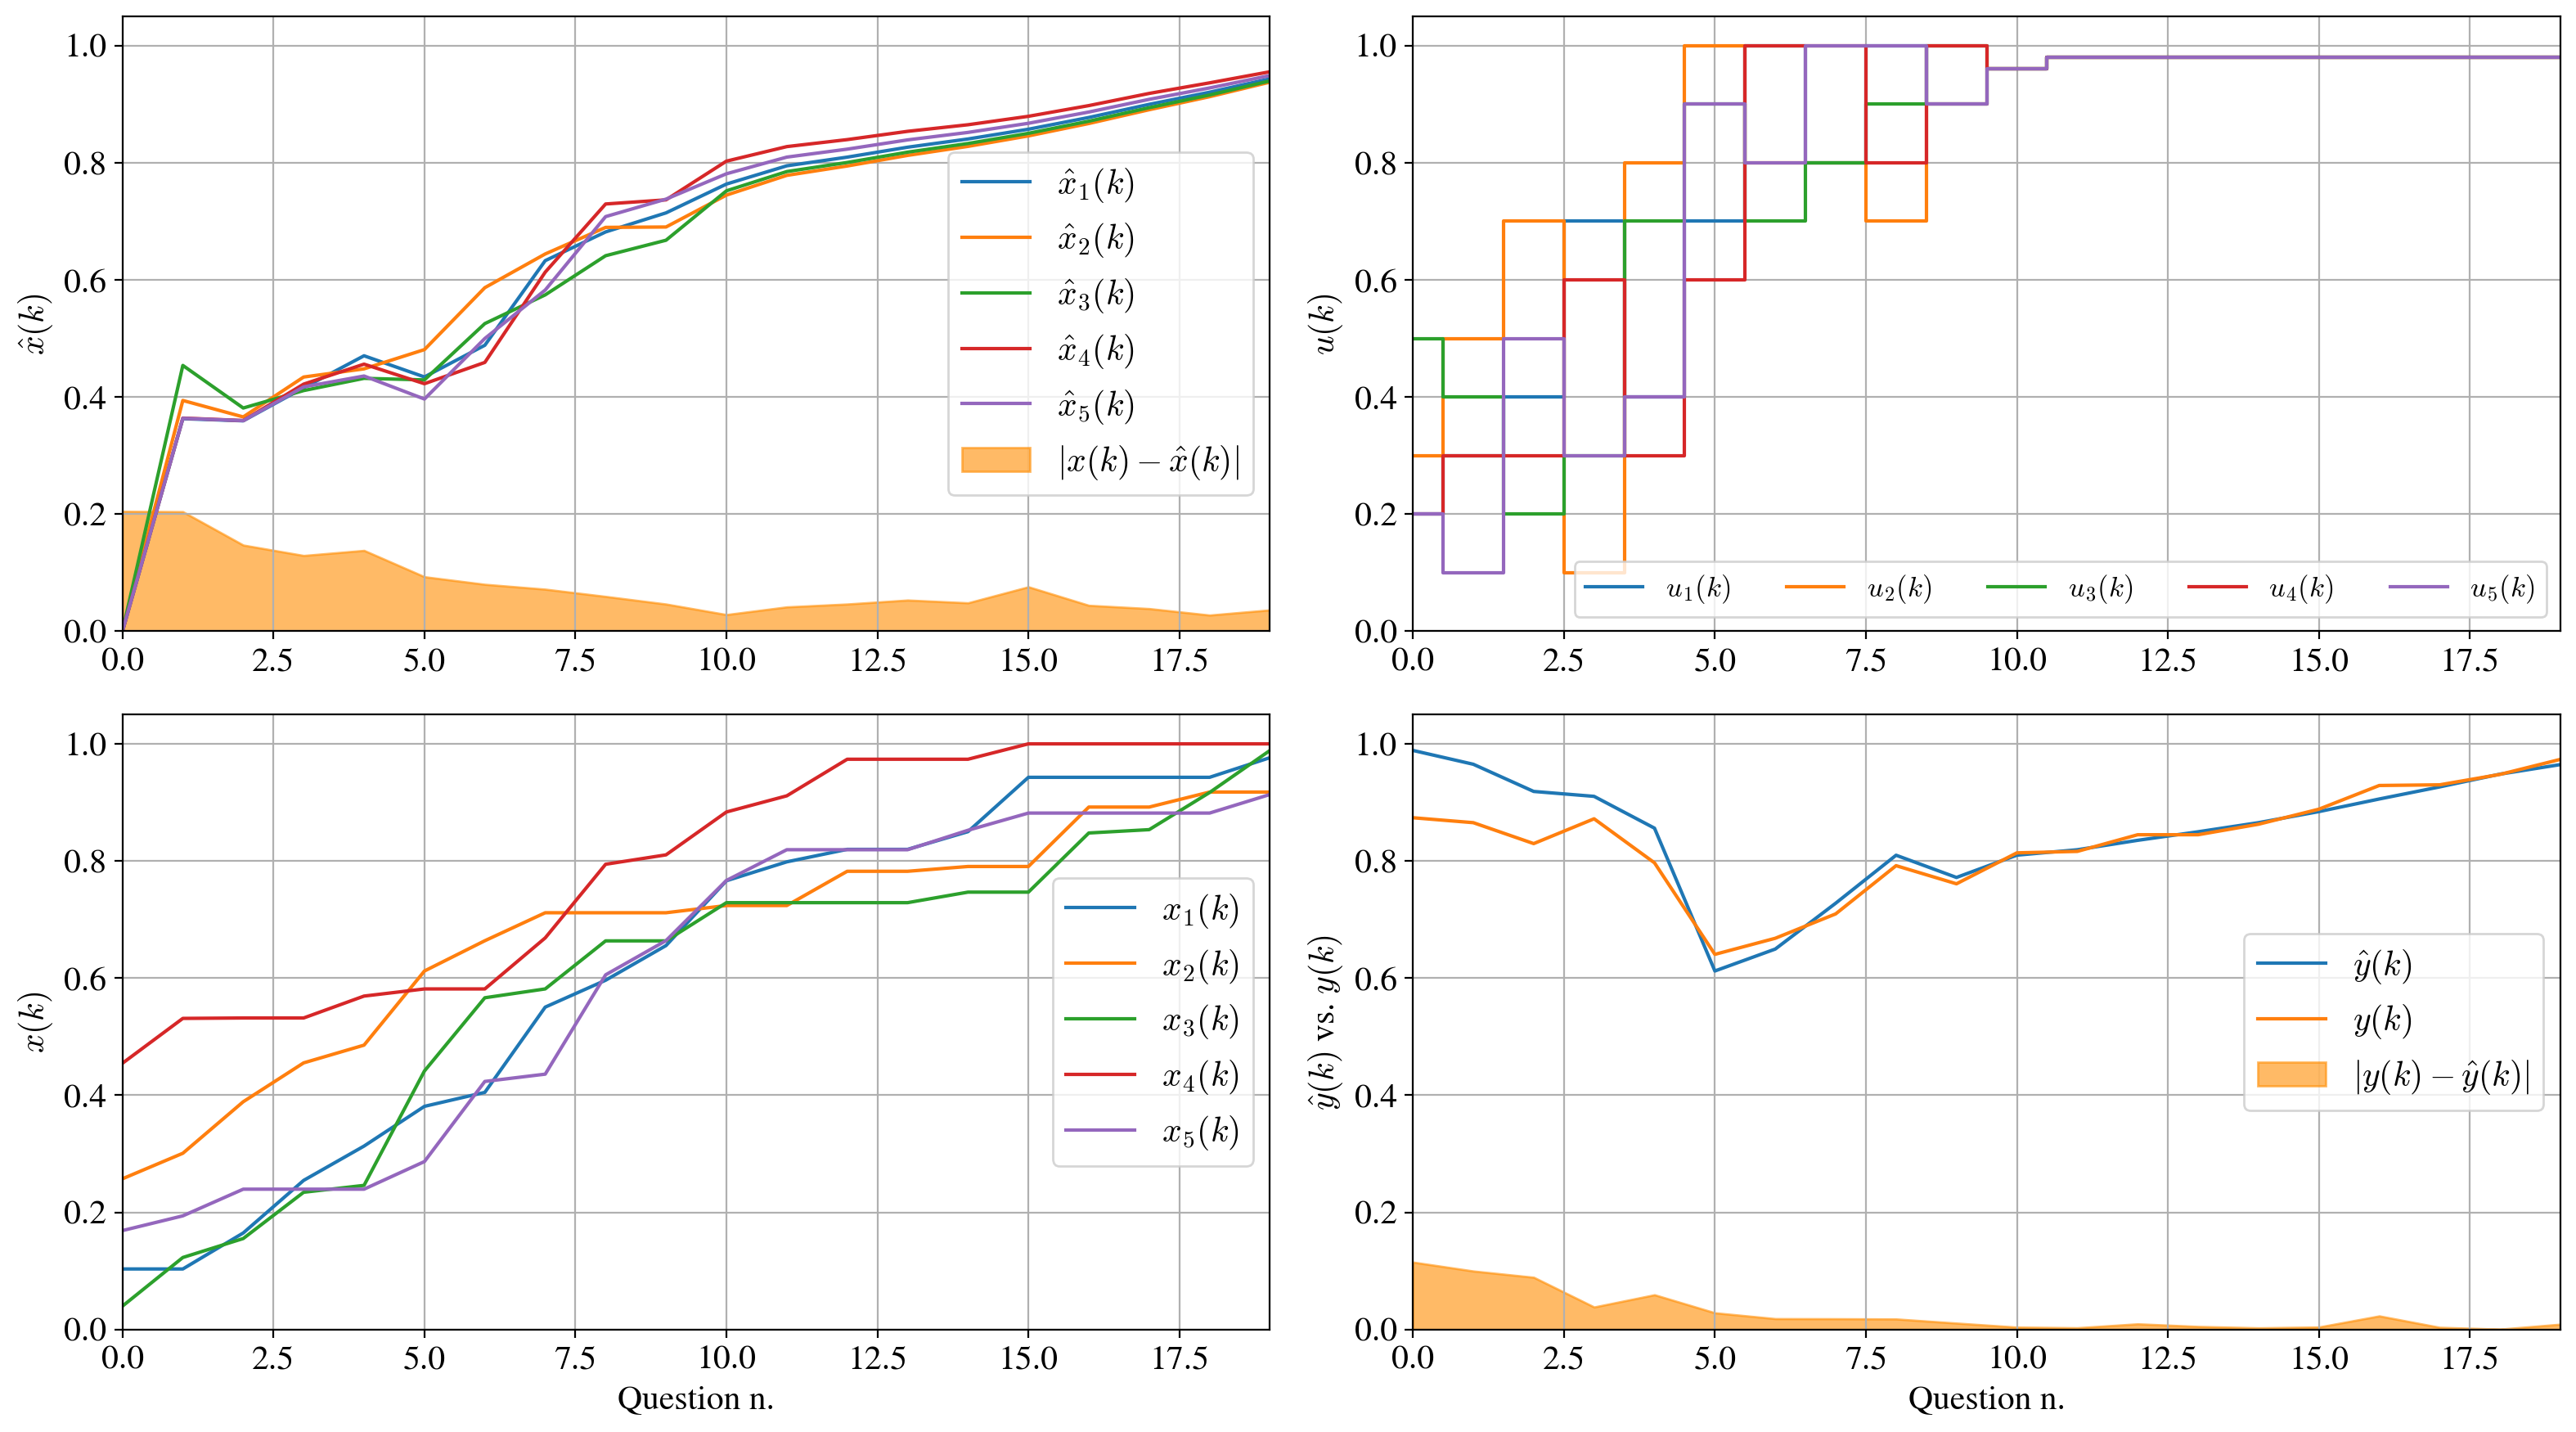 1.0
0.8
0.6
0.4
0.2
0.0
x̂(k)
0.0 2.5 5.0 7.5 10.0 12.5 15.0 17.5
x̂₁(k)
x̂₂(k)
x̂₃(k)
x̂₄(k)
x̂₅(k)
|x(k) − x̂(k)|
1.0
0.8
0.6
0.4
0.2
0.0
u(k)
0.0 2.5 5.0 7.5 10.0 12.5 15.0 17.5
u₁(k) u₂(k) u₃(k) u₄(k) u₅(k)
1.0
0.8
0.6
0.4
0.2
0.0
x(k)
0.0 2.5 5.0 7.5 10.0 12.5 15.0 17.5
Question n.
x₁(k)
x₂(k)
x₃(k)
x₄(k)
x₅(k)
1.0
0.8
0.6
0.4
0.2
0.0
ŷ(k) vs. y(k)
0.0 2.5 5.0 7.5 10.0 12.5 15.0 17.5
Question n.
ŷ(k)
y(k)
|y(k) − ŷ(k)|